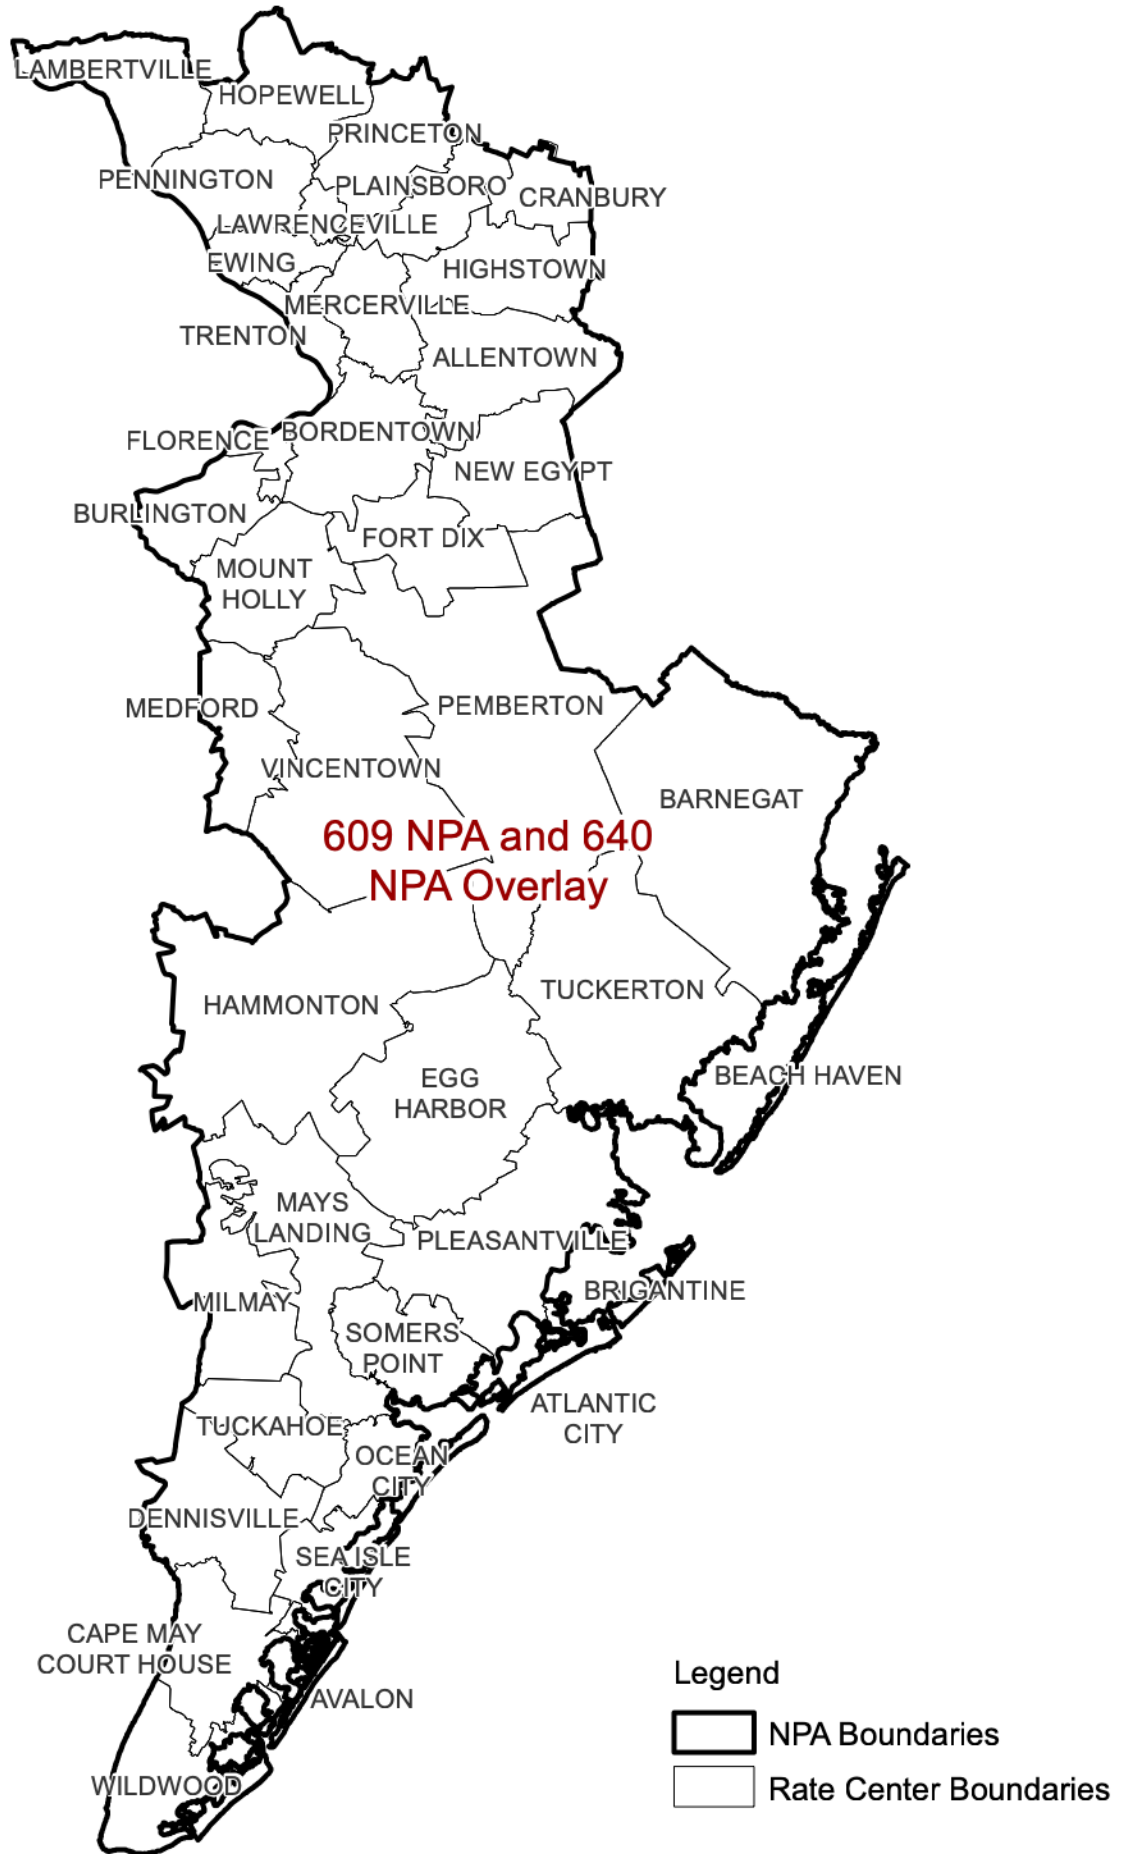 LAMBERTVILLE
HOPEWELL
PRINCETON
PENNINGTON
PLAINSBORO
CRANBURY
LAWRENCEVILLE
EWING
HIGHSTOWN
MERCERVILLE
TRENTON
ALLENTOWN
FLORENCE
BORDENTOWN
NEW EGYPT
BURLINGTON
FORT DIX
MOUNT
HOLLY
MEDFORD
PEMBERTON
VINCENTOWN
BARNEGAT
609 NPA and 640
NPA Overlay
HAMMONTON
TUCKERTON
EGG
HARBOR
BEACH HAVEN
MAYS
LANDING
PLEASANTVILLE
BRIGANTINE
MILMAY
SOMERS
POINT
ATLANTIC
CITY
TUCKAHOE
OCEAN
CITY
DENNISVILLE
SEA ISLE
CITY
CAPE MAY
COURT HOUSE
AVALON
WILDWOOD
Legend
NPA Boundaries
Rate Center Boundaries